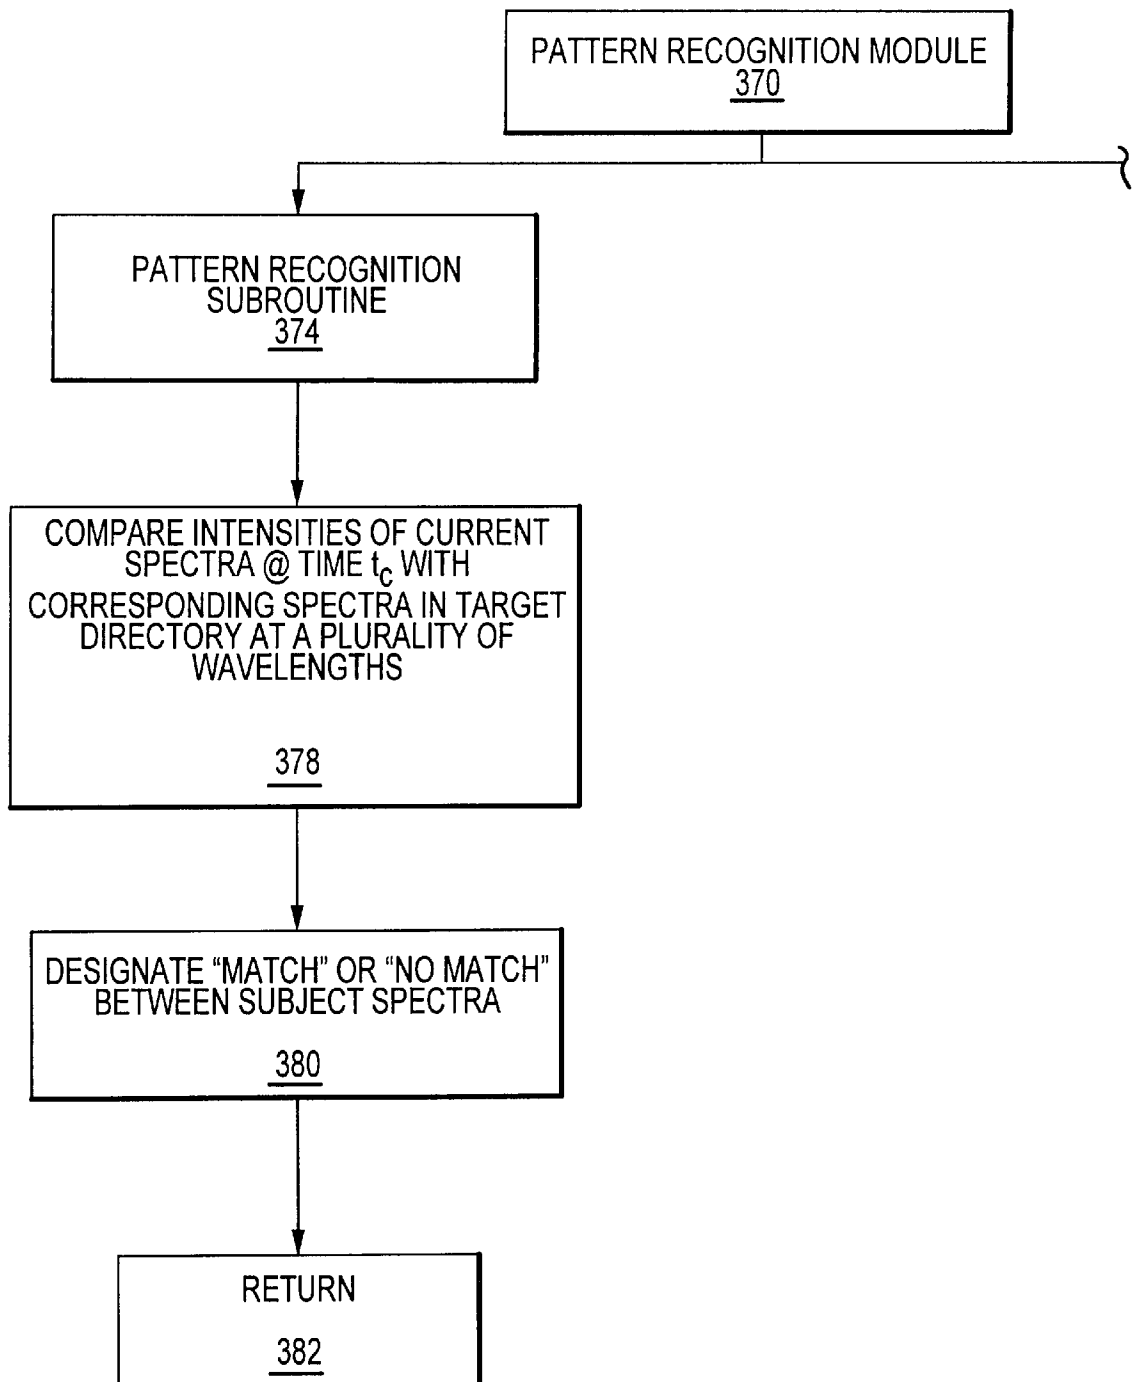 PATTERN RECOGNITION MODULE
370
PATTERN RECOGNITION
SUBROUTINE
374
COMPARE INTENSITIES OF CURRENT
SPECTRA @ TIME tc WITH
CORRESPONDING SPECTRA IN TARGET
DIRECTORY AT A PLURALITY OF
WAVELENGTHS
378
DESIGNATE “MATCH” OR “NO MATCH”
BETWEEN SUBJECT SPECTRA
380
RETURN
382